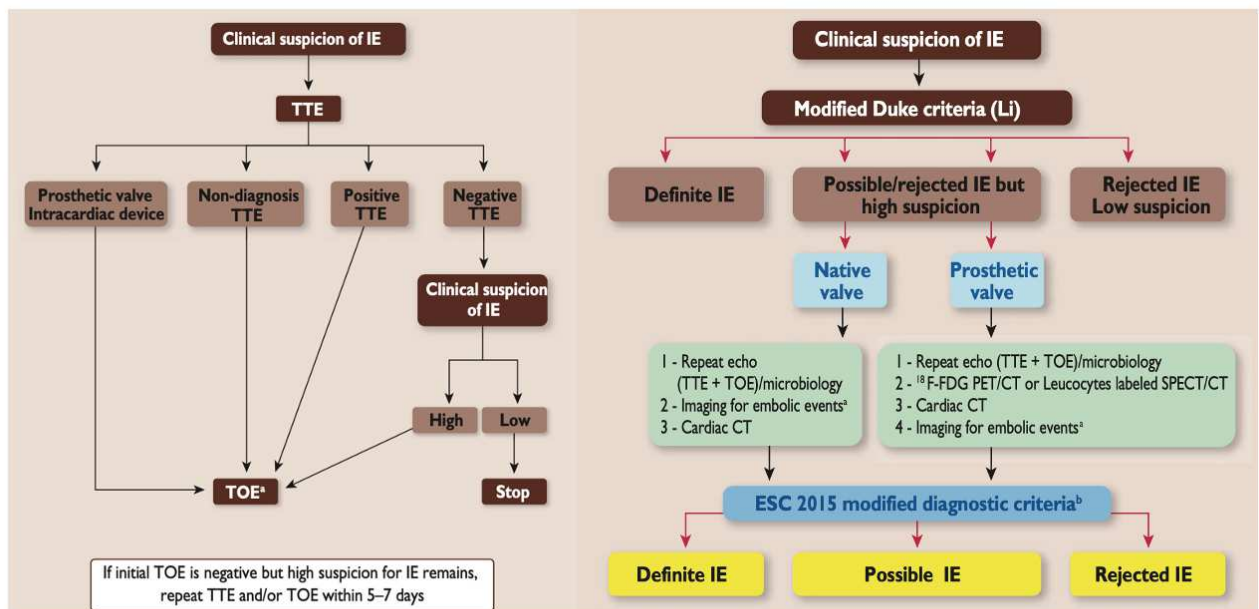 Clinical suspicion of IE
TTE
Prosthetic valve
Intracardiac device
Non-diagnosis
TTE
Positive
TTE
Negative
TTE
Clinical suspicion
of IE
High
Low
TOEᵃ
Stop
If initial TOE is negative but high suspicion for IE remains,
repeat TTE and/or TOE within 5–7 days
Clinical suspicion of IE
Modified Duke criteria (Li)
Definite IE
Possible/rejected IE but
high suspicion
Rejected IE
Low suspicion
Native
valve
Prosthetic
valve
1 - Repeat echo
(TTE + TOE)/microbiology
2 - Imaging for embolic eventsᵃ
3 - Cardiac CT
1 - Repeat echo (TTE + TOE)/microbiology
2 - ¹⁸F-FDG PET/CT or Leucocytes labeled SPECT/CT
3 - Cardiac CT
4 - Imaging for embolic eventsᵃ
ESC 2015 modified diagnostic criteriaᵇ
Definite IE
Possible IE
Rejected IE